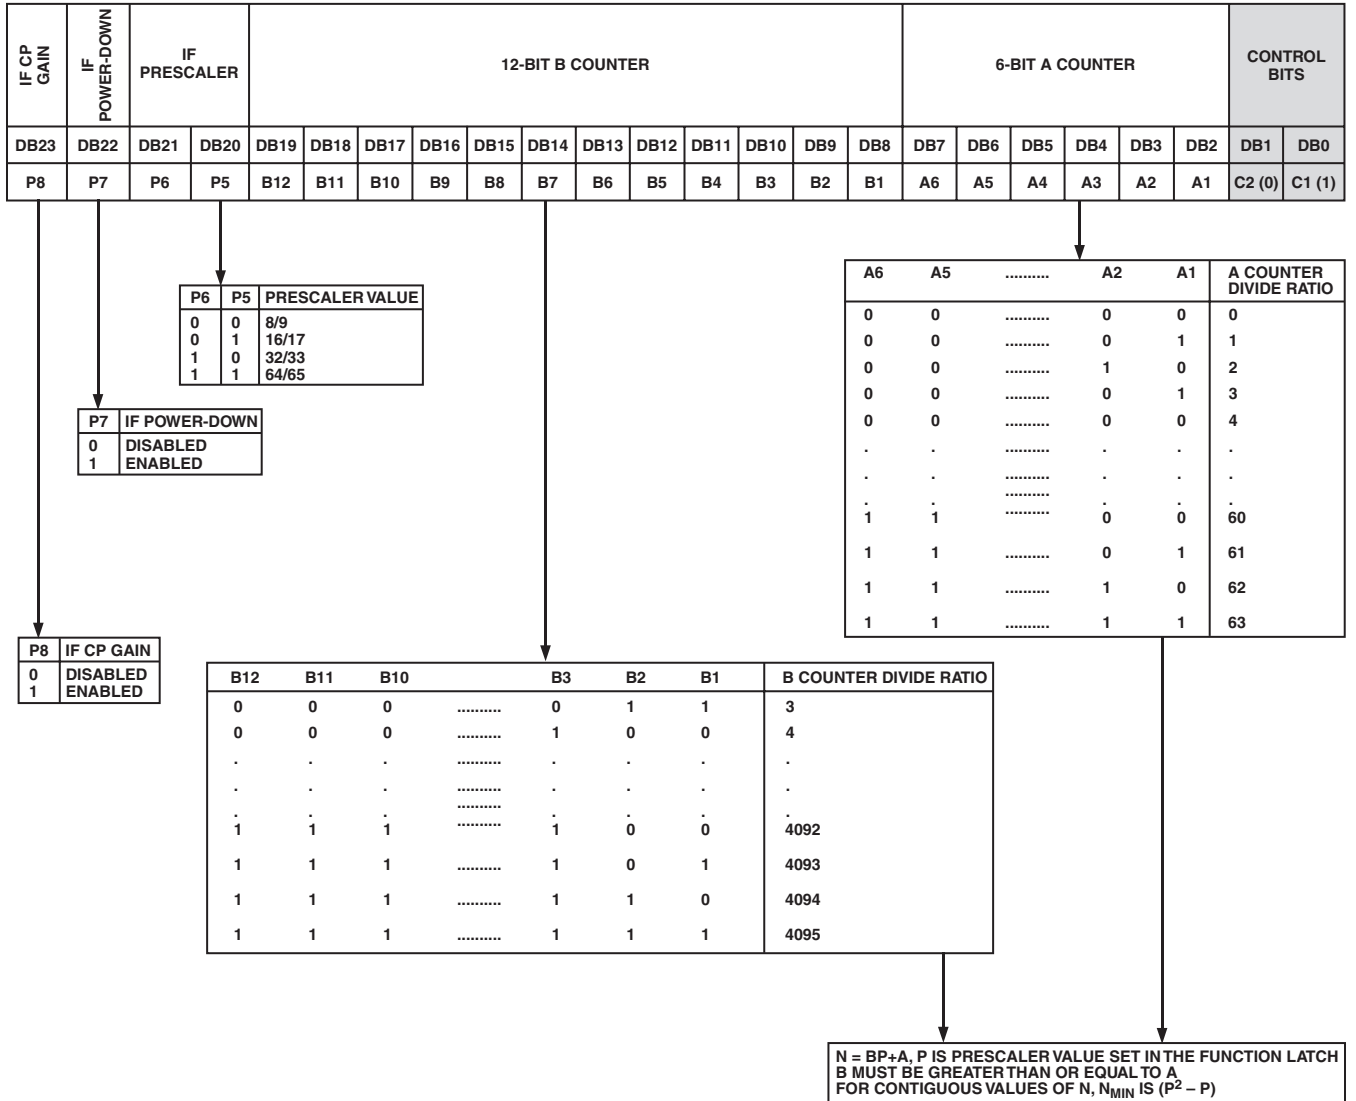 IF CP GAIN
IF POWER-DOWN
IF PRESCALER
12-BIT B COUNTER
6-BIT A COUNTER
CONTROL BITS
DB23 DB22 DB21 DB20 DB19 DB18 DB17 DB16 DB15 DB14 DB13 DB12 DB11 DB10 DB9 DB8 DB7 DB6 DB5 DB4 DB3 DB2 DB1 DB0
P8 P7 P6 P5 B12 B11 B10 B9 B8 B7 B6 B5 B4 B3 B2 B1 A6 A5 A4 A3 A2 A1 C2 (0) C1 (1)
P6 P5 PRESCALER VALUE
0 0 8/9
0 1 16/17
1 0 32/33
1 1 64/65
P7 IF POWER-DOWN
0 DISABLED
1 ENABLED
P8 IF CP GAIN
0 DISABLED
1 ENABLED
A6 A5 .......... A2 A1 A COUNTER DIVIDE RATIO
0 0 .......... 0 0 0
0 0 .......... 0 1 1
0 0 .......... 1 0 2
0 0 .......... 0 1 3
0 0 .......... 0 0 4
. . .......... . . .
. . .......... . . .
. . .......... . . .
1 1 .......... 0 0 60
1 1 .......... 0 1 61
1 1 .......... 1 0 62
1 1 .......... 1 1 63
B12 B11 B10 B3 B2 B1 B COUNTER DIVIDE RATIO
0 0 0 .......... 0 1 1 3
0 0 0 .......... 1 0 0 4
. . . .......... . . . .
. . . .......... . . . .
. . . .......... . . . .
1 1 1 .......... 1 0 0 4092
1 1 1 .......... 1 0 1 4093
1 1 1 .......... 1 1 0 4094
1 1 1 .......... 1 1 1 4095
N = BP+A, P IS PRESCALER VALUE SET IN THE FUNCTION LATCH
B MUST BE GREATER THAN OR EQUAL TO A
FOR CONTIGUOUS VALUES OF N, NMIN IS (P2 – P)